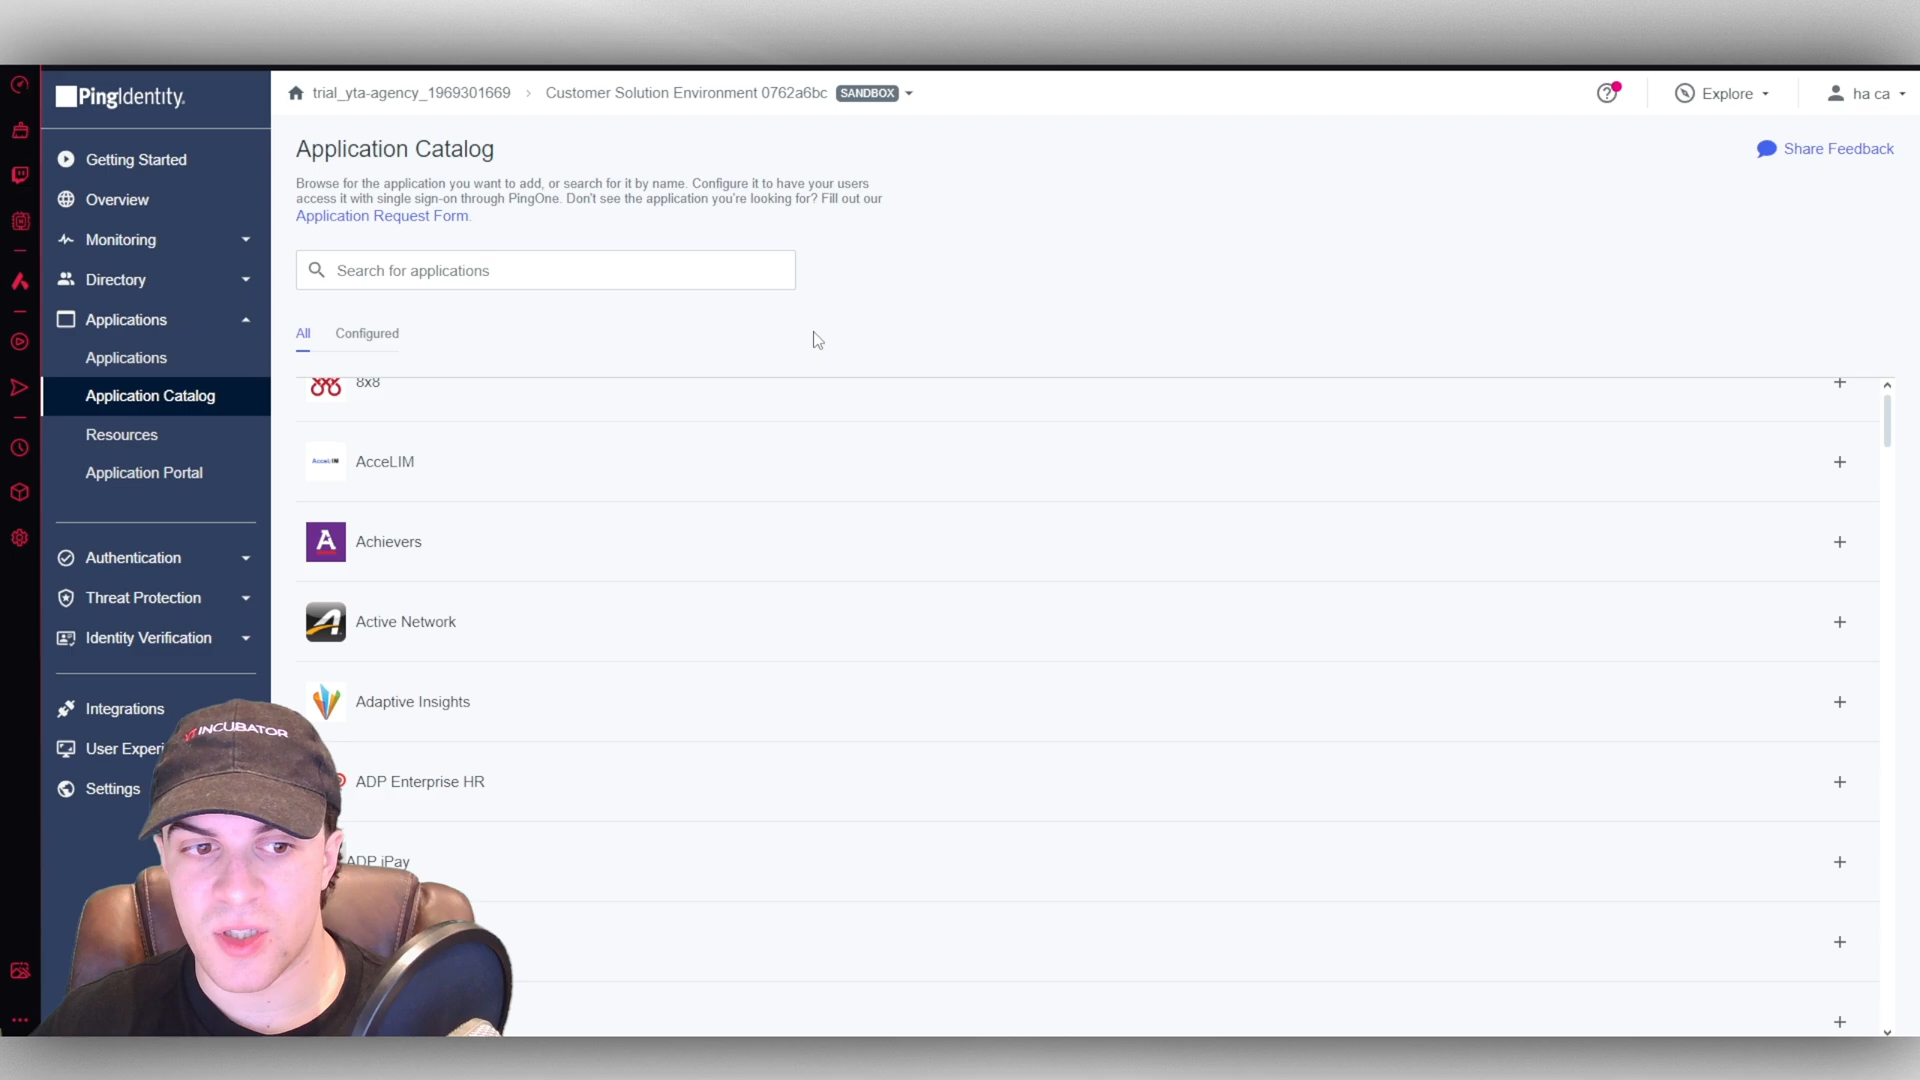 PingIdentity.
trial_yta-agency_1969301669
Customer Solution Environment 0762a6bc
SANDBOX
Explore
ha ca
Getting Started
Overview
Monitoring
Directory
Applications
Applications
Application Catalog
Resources
Application Portal
Authentication
Threat Protection
Identity Verification
Integrations
User Experi
Settings
Application Catalog
Share Feedback
Browse for the application you want to add, or search for it by name. Configure it to have your users
access it with single sign-on through PingOne. Don't see the application you're looking for? Fill out our
Application Request Form.
Search for applications
All
Configured
8x8
AcceLIM
AcceLIM
Achievers
Active Network
Adaptive Insights
ADP Enterprise HR
ADP iPay
YTINCUBATOR